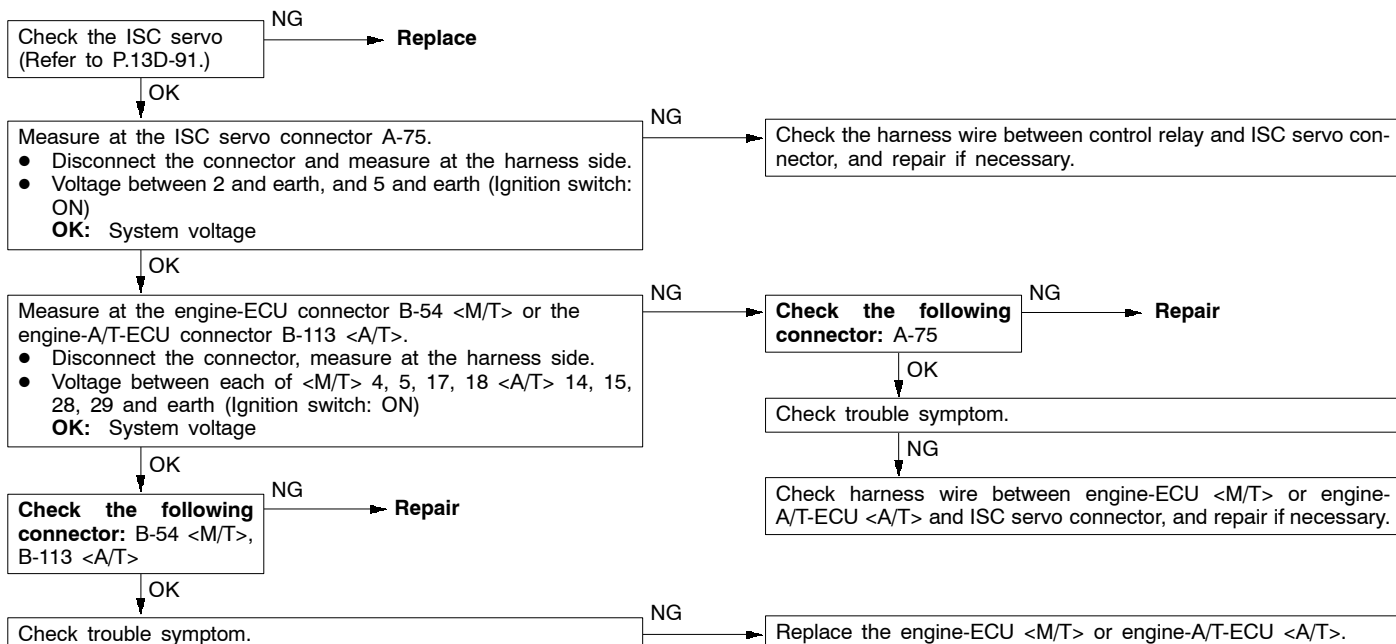 NG
Check the ISC servo
(Refer to P.13D-91.)
Replace
OK
Measure at the ISC servo connector A-75.
● Disconnect the connector and measure at the harness side.
● Voltage between 2 and earth, and 5 and earth (Ignition switch:
ON)
OK: System voltage
NG
Check the harness wire between control relay and ISC servo con-
nector, and repair if necessary.
OK
Measure at the engine-ECU connector B-54 <M/T> or the
engine-A/T-ECU connector B-113 <A/T>.
● Disconnect the connector, measure at the harness side.
● Voltage between each of <M/T> 4, 5, 17, 18 <A/T> 14, 15,
28, 29 and earth (Ignition switch: ON)
OK: System voltage
NG
Check the following
connector: A-75
NG
Repair
OK
Check trouble symptom.
NG
Check harness wire between engine-ECU <M/T> or engine-
A/T-ECU <A/T> and ISC servo connector, and repair if necessary.
OK
Check the following
connector: B-54 <M/T>,
B-113 <A/T>
NG
Repair
OK
Check trouble symptom.
NG
Replace the engine-ECU <M/T> or engine-A/T-ECU <A/T>.